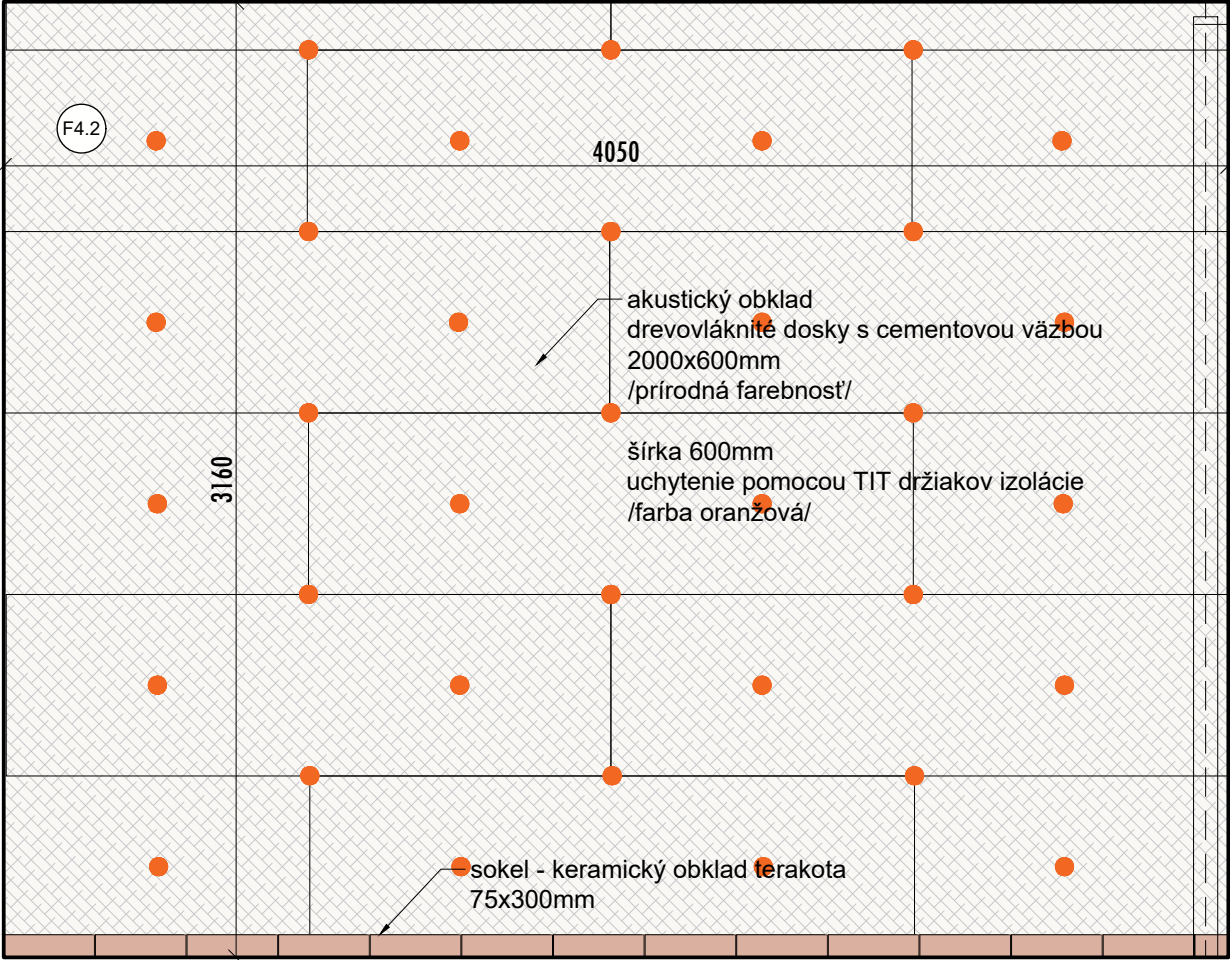 F4.2
4050
akustický obklad
drevovláknité dosky s cementovou väzbou
2000x600mm
/prírodná farebnosť/
šírka 600mm
uchytenie pomocou TIT držiakov izolácie
/farba oranžová/
3160
sokel - keramický obklad terakota
75x300mm